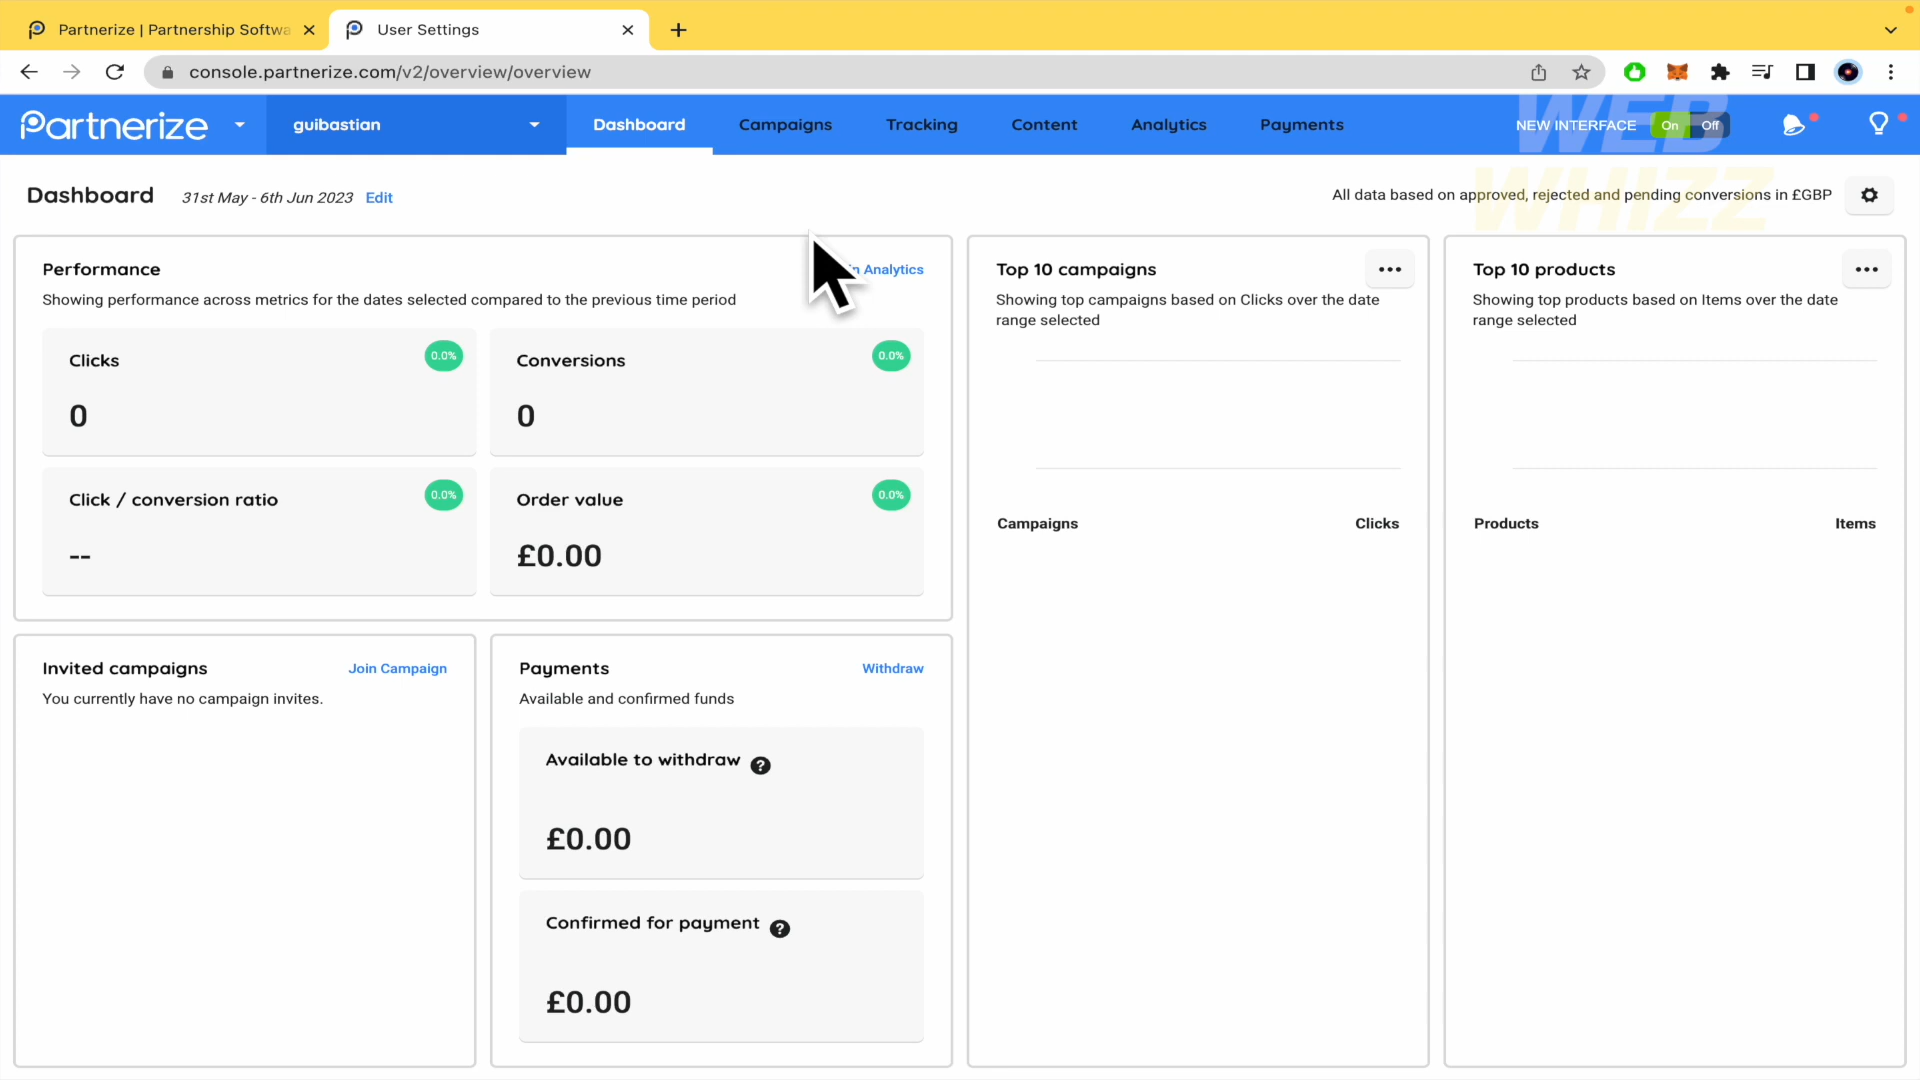 Partnerize | Partnership Softwa
User Settings
console.partnerize.com/v2/overview/overview
Partnerize
guibastian
Dashboard
Campaigns
Tracking
Content
Analytics
Payments
NEW INTERFACE
On
Off
WEB
WHIZZ
Dashboard
31st May - 6th Jun 2023
Edit
All data based on approved, rejected and pending conversions in £GBP
Performance
Analytics
Showing performance across metrics for the dates selected compared to the previous time period
Clicks
0.0%
0
Conversions
0.0%
0
Click / conversion ratio
0.0%
--
Order value
0.0%
£0.00
Top 10 campaigns
Showing top campaigns based on Clicks over the date
range selected
Campaigns
Clicks
Top 10 products
Showing top products based on Items over the date
range selected
Products
Items
Invited campaigns
Join Campaign
You currently have no campaign invites.
Payments
Withdraw
Available and confirmed funds
Available to withdraw
£0.00
Confirmed for payment
£0.00